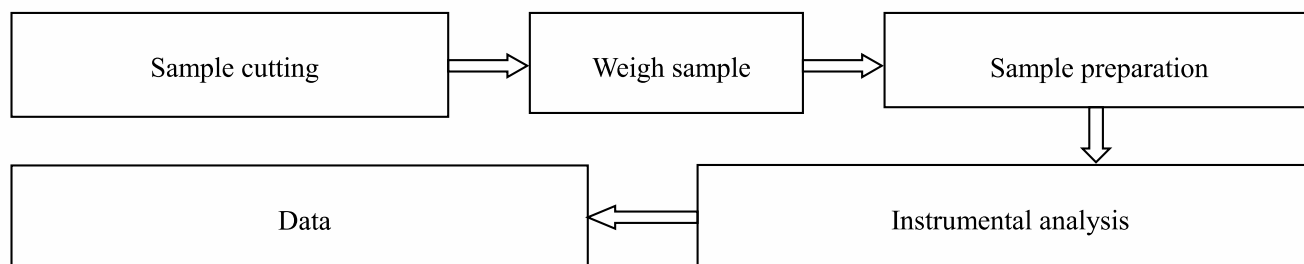 Sample cutting
Weigh sample
Sample preparation
Instrumental analysis
Data